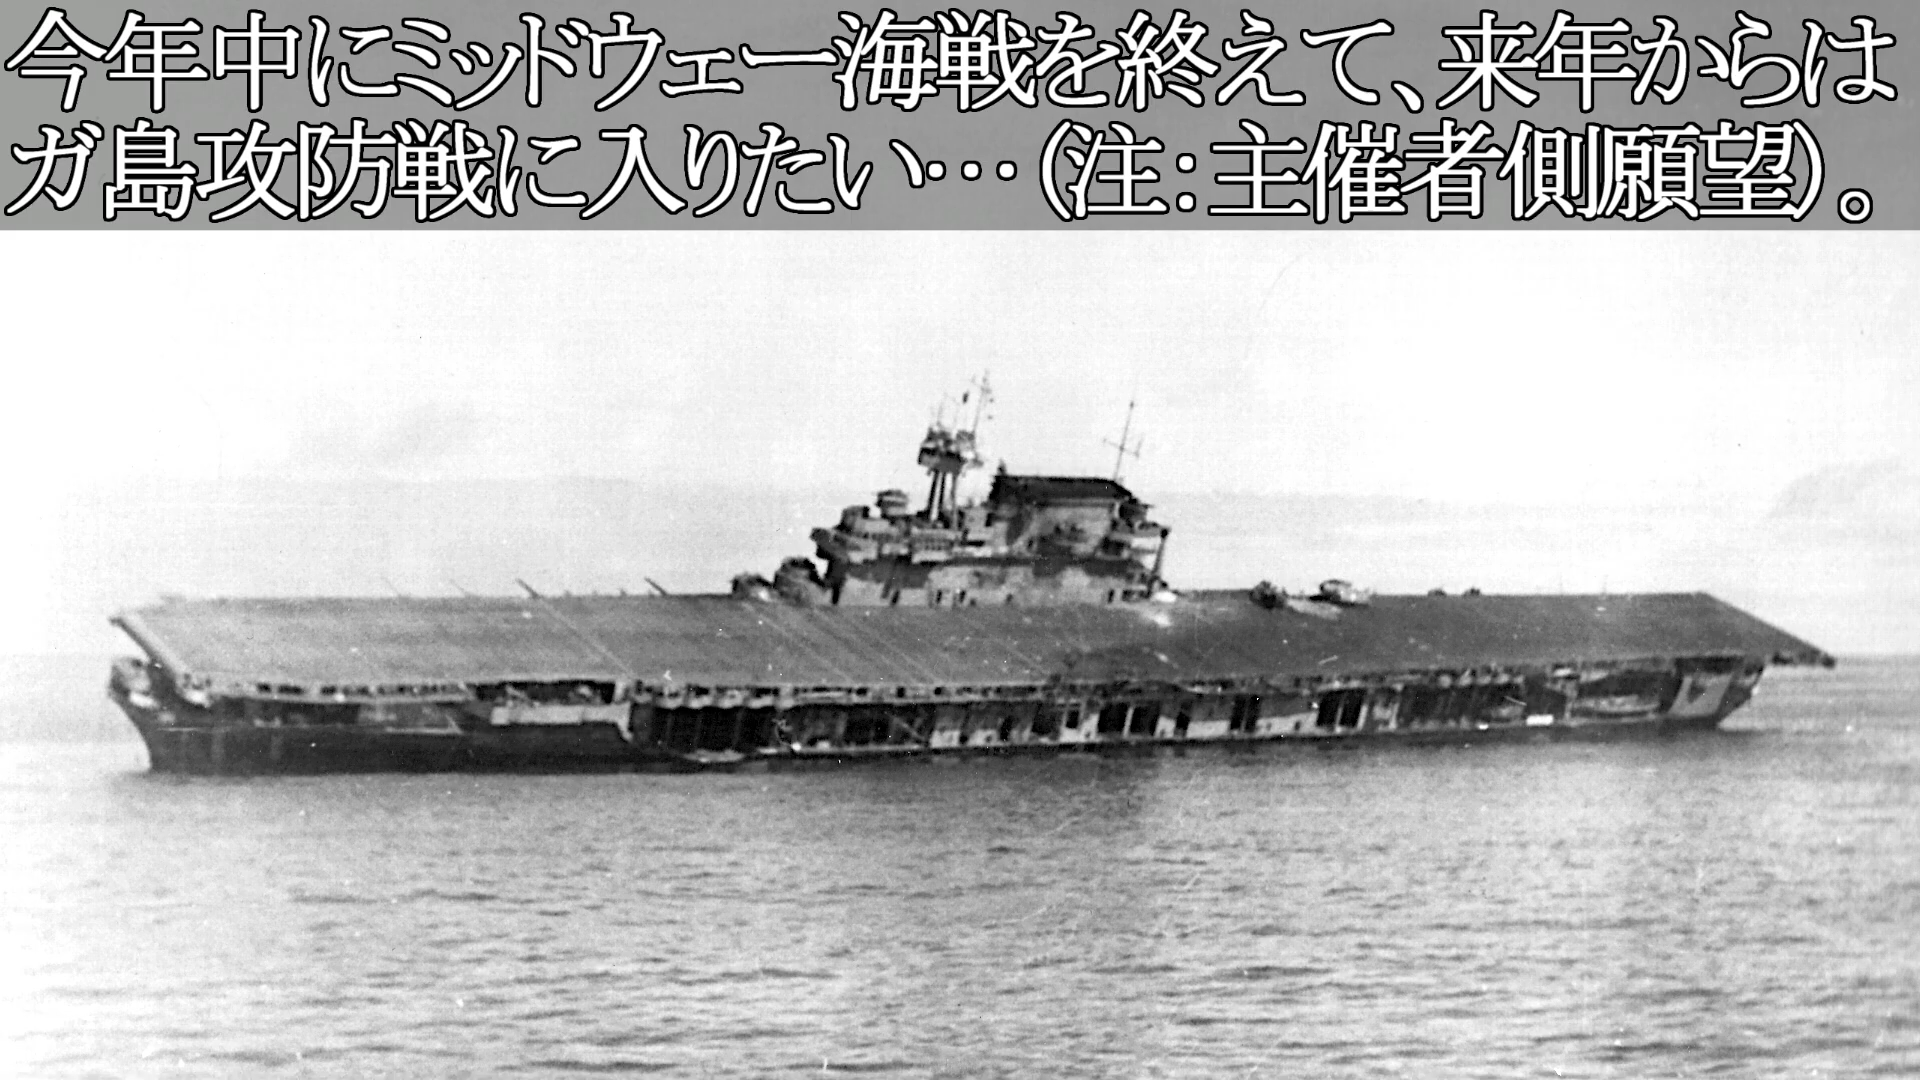 今年中にミッドウェー海戦を終えて、来年からは
ガ島攻防戦に入りたい…（注：主催者側願望）。